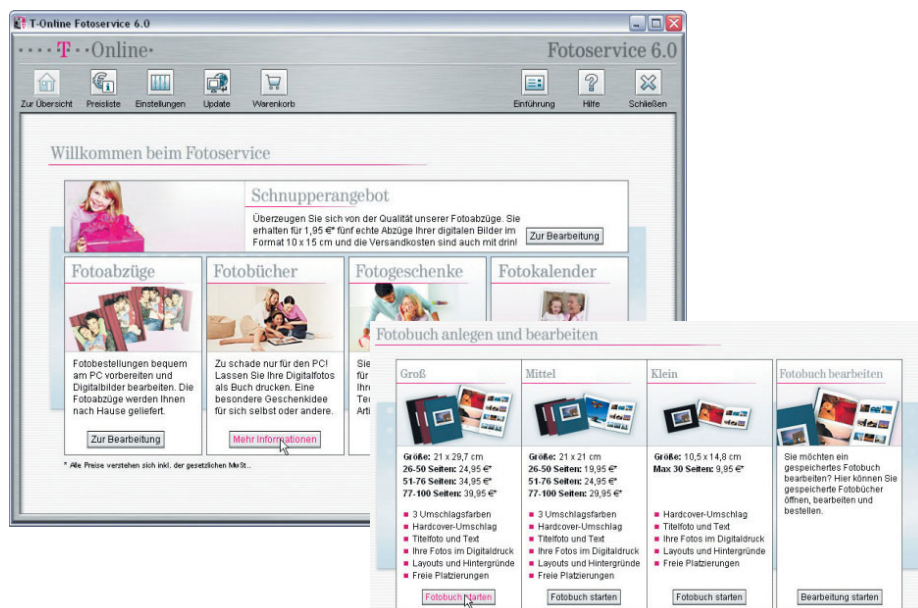 T-Online Fotoservice 6.0
T Online
Fotoservice 6.0
Zur Übersicht
Preisliste
Einstellungen
Update
Warenkorb
Einführung
Hilfe
Schließen
Willkommen beim Fotoservice
Schnupperangebot
Überzeugen Sie sich von der Qualität unserer Fotoabzüge. Sie
erhalten für 1,95 €* fünf echte Abzüge Ihrer digitalen Bilder im
Format 10 x 15 cm und die Versandkosten sind auch mit drin!
Zur Bearbeitung
Fotoabzüge
Fotobestellungen bequem
am PC vorbereiten und
Digitalbilder bearbeiten. Die
Fotoabzüge werden Ihnen
nach Hause geliefert.
Zur Bearbeitung
Fotobücher
Zu schade nur für den PC!
Lassen Sie Ihre Digitalfotos
als Buch drucken. Eine
besondere Geschenkidee
für sich selbst oder andere.
Mehr Informationen
Fotogeschenke
Sie
für
Ihre
Artı
Fotokalender
* Alle Preise verstehen sich inkl. der gesetzlichen MwSt..
Fotobuch anlegen und bearbeiten
Groß
Größe: 21 x 29,7 cm
26-50 Seiten: 24,95 €*
51-76 Seiten: 34,95 €*
77-100 Seiten: 39,95 €*
3 Umschlagsfarben
Hardcover-Umschlag
Titelfoto und Text
Ihre Fotos im Digitaldruck
Layouts und Hintergründe
Freie Platzierungen
Fotobuch starten
Mittel
Größe: 21 x 21 cm
26-50 Seiten: 19,95 €*
51-76 Seiten: 24,95 €*
77-100 Seiten: 29,95 €*
3 Umschlagsfarben
Hardcover-Umschlag
Titelfoto und Text
Ihre Fotos im Digitaldruck
Layouts und Hintergründe
Freie Platzierungen
Fotobuch starten
Klein
Größe: 10,5 x 14,8 cm
Max 30 Seiten: 9,95 €*
Hardcover-Umschlag
Titelfoto und Text
Ihre Fotos im Digitaldruck
Layouts und Hintergründe
Freie Platzierungen
Fotobuch starten
Fotobuch bearbeiten
Sie möchten ein
gespeichertes Fotobuch
bearbeiten? Hier können Sie
gespeicherte Fotobücher
öffnen, bearbeiten und
bestellen.
Bearbeitung starten